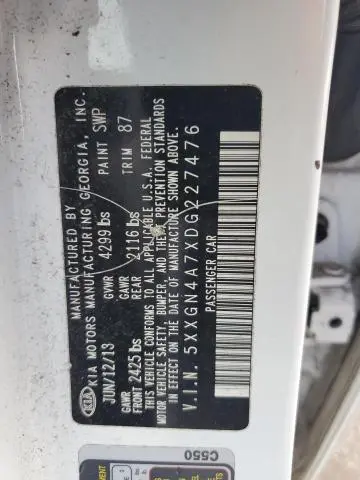 MANUFACTURED BY
KIA KIA MOTORS MANUFACTURING GEORGIA, INC.
JUN/12/13 GVWR 4299 lbs PAINT SWP
GAWR FRONT 2425 lbs GAWR REAR 2116 lbs TRIM 87
THIS VEHICLE CONFORMS TO ALL APPLICABLE U.S.A. FEDERAL
MOTOR VEHICLE SAFETY, BUMPER, AND THE PREVENTION STANDARDS
IN EFFECT ON THE DATE OF MANUFACTURE SHOWN ABOVE.
V.I.N. 5XXGN4A7XDG227476
PASSENGER CAR
C550